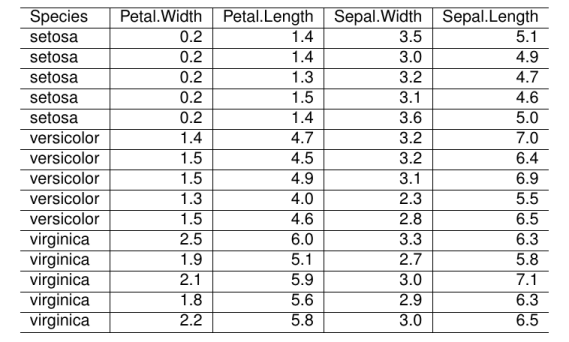 Species Petal.Width Petal.Length Sepal.Width Sepal.Length
setosa 0.2 1.4 3.5 5.1
setosa 0.2 1.4 3.0 4.9
setosa 0.2 1.3 3.2 4.7
setosa 0.2 1.5 3.1 4.6
setosa 0.2 1.4 3.6 5.0
versicolor 1.4 4.7 3.2 7.0
versicolor 1.5 4.5 3.2 6.4
versicolor 1.5 4.9 3.1 6.9
versicolor 1.3 4.0 2.3 5.5
versicolor 1.5 4.6 2.8 6.5
virginica 2.5 6.0 3.3 6.3
virginica 1.9 5.1 2.7 5.8
virginica 2.1 5.9 3.0 7.1
virginica 1.8 5.6 2.9 6.3
virginica 2.2 5.8 3.0 6.5